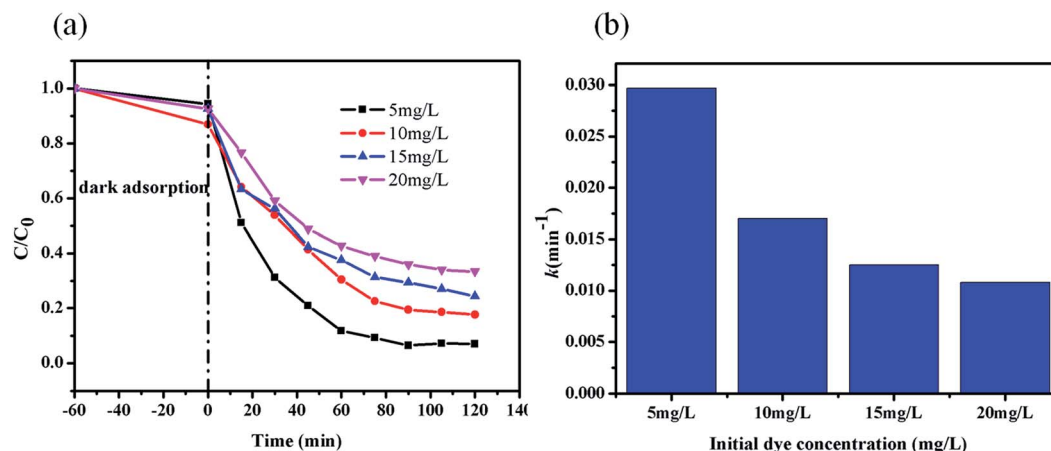 (a)
C/C0
1.0
0.8
0.6
0.4
0.2
0.0
dark adsorption
5mg/L
10mg/L
15mg/L
20mg/L
-60 -40 -20 0 20 40 60 80 100 120 14
Time (min)
(b)
k(min-1)
0.030
0.025
0.020
0.015
0.010
0.005
0.000
5mg/L 10mg/L 15mg/L 20mg/L
Initial dye concentration (mg/L)